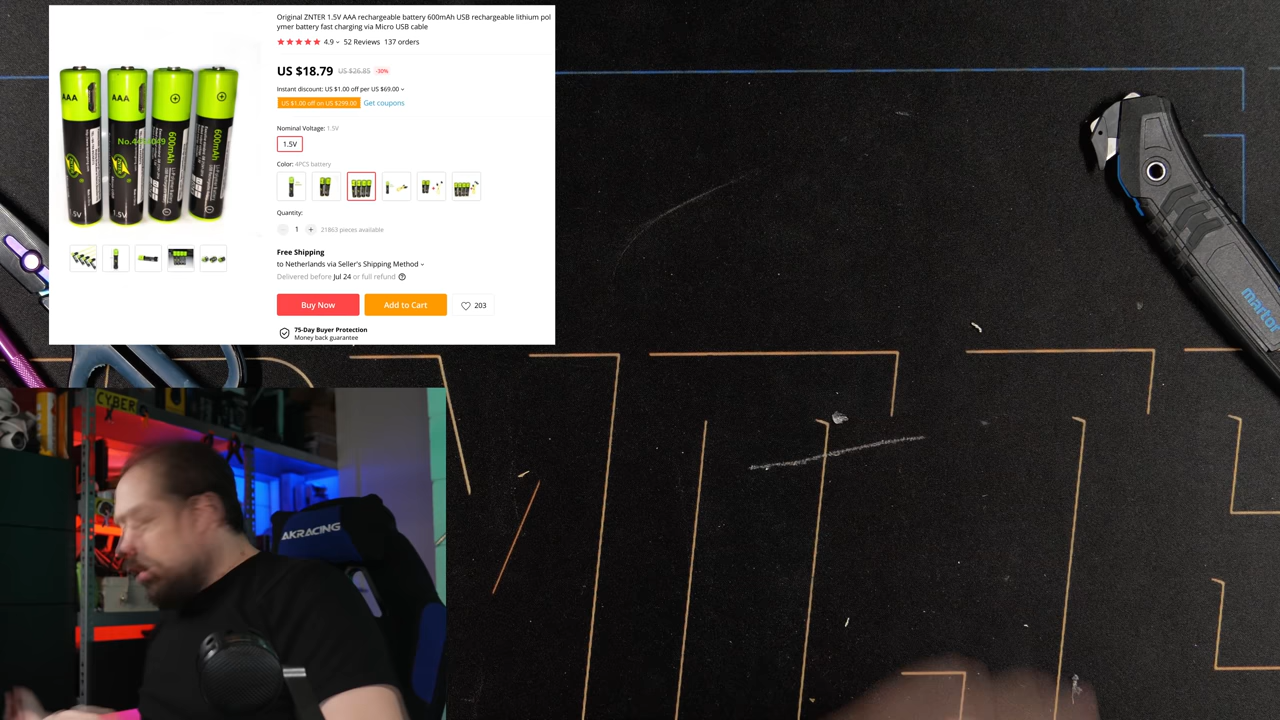 Original ZNTER 1.5V AAA rechargeable battery 600mAh USB rechargeable lithium pol
ymer battery fast charging via Micro USB cable
4.9 52 Reviews 137 orders
US $18.79 US $26.85 -30%
Instant discount: US $1.00 off per US $69.00
US $1.00 off on US $299.00 Get coupons
Nominal Voltage: 1.5V
1.5V
Color: 4PCS battery
Quantity:
1 21863 pieces available
Free Shipping
to Netherlands via Seller's Shipping Method
Delivered before Jul 24 or full refund
Buy Now Add to Cart 203
75-Day Buyer Protection
Money back guarantee
AAA
AAA
600mAh
600mAh
1.5V
CYBER
AKRACING
martor